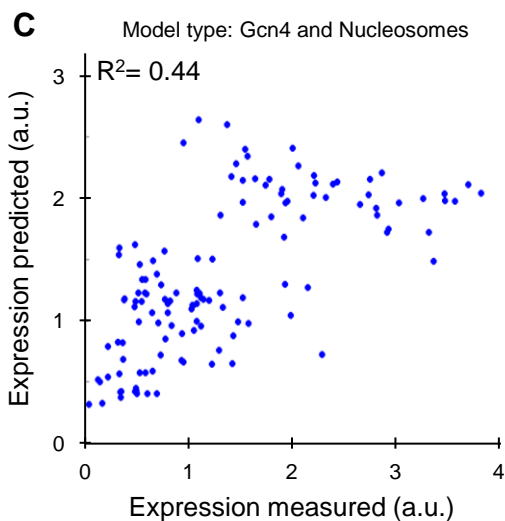 C
Model type: Gcn4 and Nucleosomes
R²= 0.44
Expression predicted (a.u.)
3
2
1
0
0 1 2 3 4
Expression measured (a.u.)